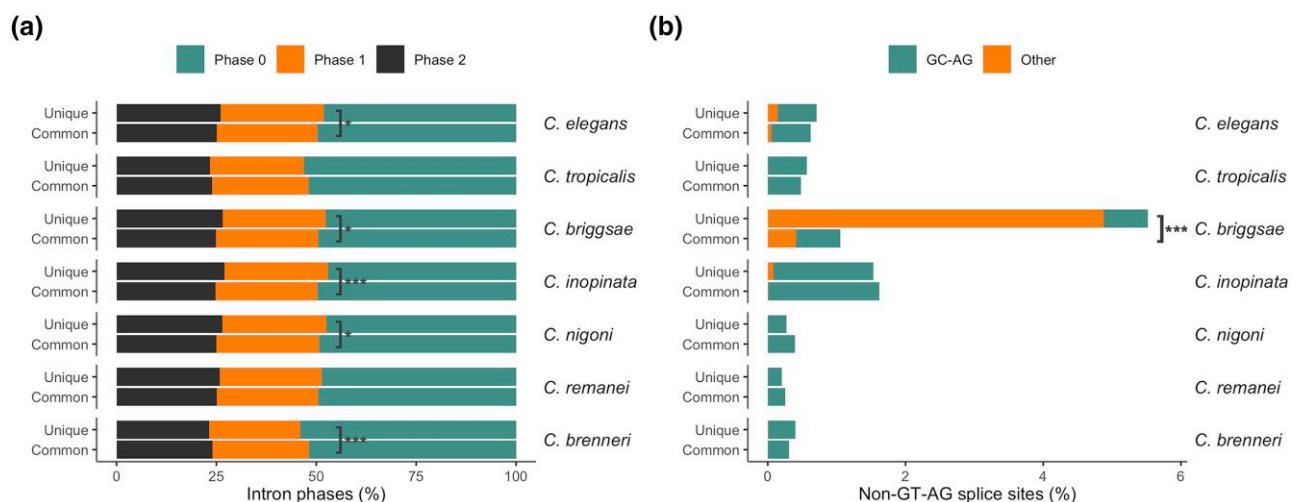 (a)
Phase 0 Phase 1 Phase 2
Unique
Common
* C. elegans
Unique
Common
C. tropicalis
Unique
Common
* C. briggsae
Unique
Common
*** C. inopinata
Unique
Common
* C. nigoni
Unique
Common
C. remanei
Unique
Common
*** C. brenneri
0 25 50 75 100
Intron phases (%)
(b)
GC-AG Other
Unique
Common
C. elegans
Unique
Common
C. tropicalis
Unique
Common
*** C. briggsae
Unique
Common
C. inopinata
Unique
Common
C. nigoni
Unique
Common
C. remanei
Unique
Common
C. brenneri
0 2 4 6
Non-GT-AG splice sites (%)